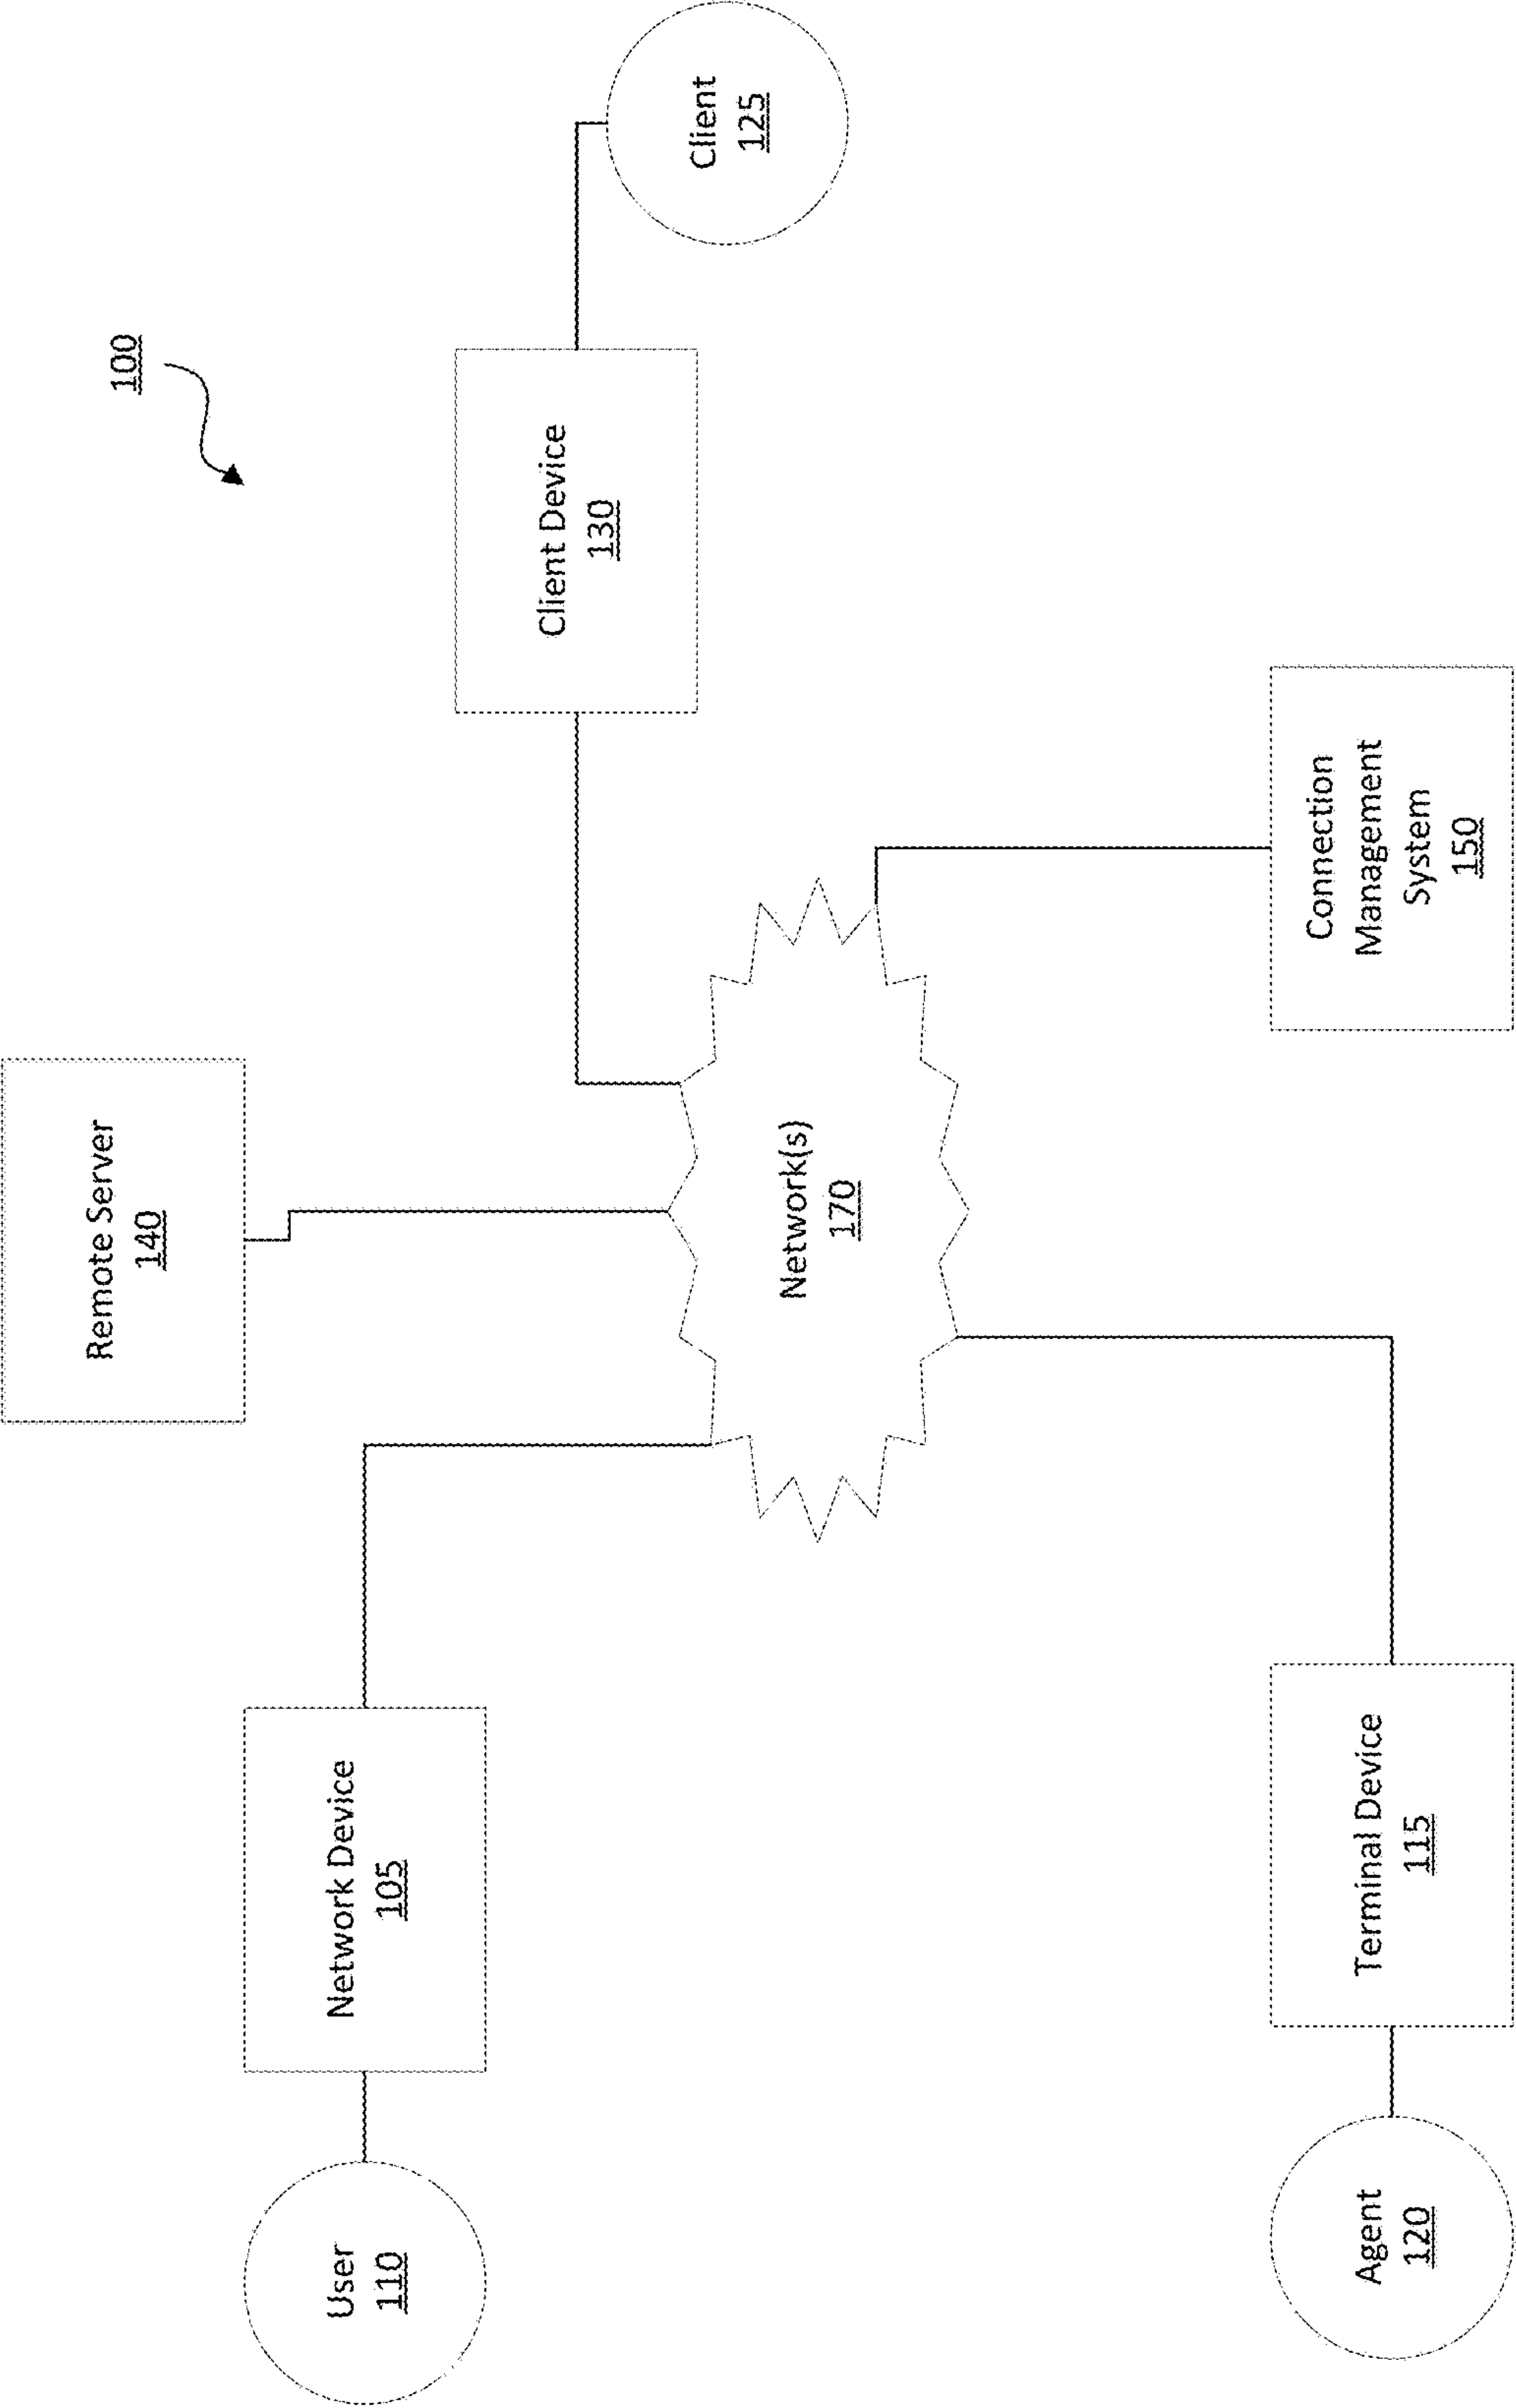 100
Remote Server
140
Network Device
105
User
110
Client Device
130
Client
125
Network(s)
170
Connection
Management
System
150
Terminal Device
115
Agent
120